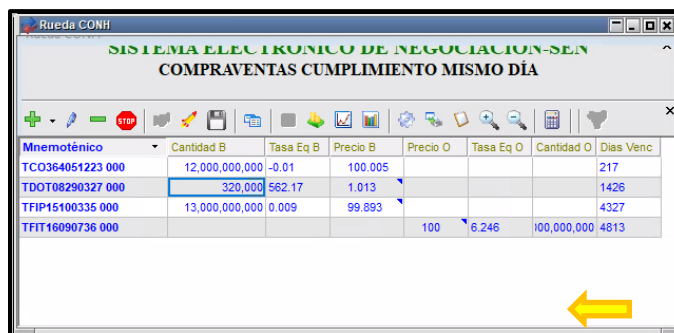 Rueda CONH
SISTEMA ELECTRONICO DE NEGOCIACION-SEN
COMPRAVENTAS CUMPLIMIENTO MISMO DÍA
STOP
Mnemotécnico Cantidad B Tasa Eq B Precio B Precio O Tasa Eq O Cantidad O Dias Venc
TCO364051223 000 12,000,000,000 -0.01 100.005 217
TDOT08290327 000 320,000 562.17 1.013 1426
TFIP15100335 000 13,000,000,000 0.009 99.893 4327
TFIT16090736 000 100 6.246 00,000,000 4813